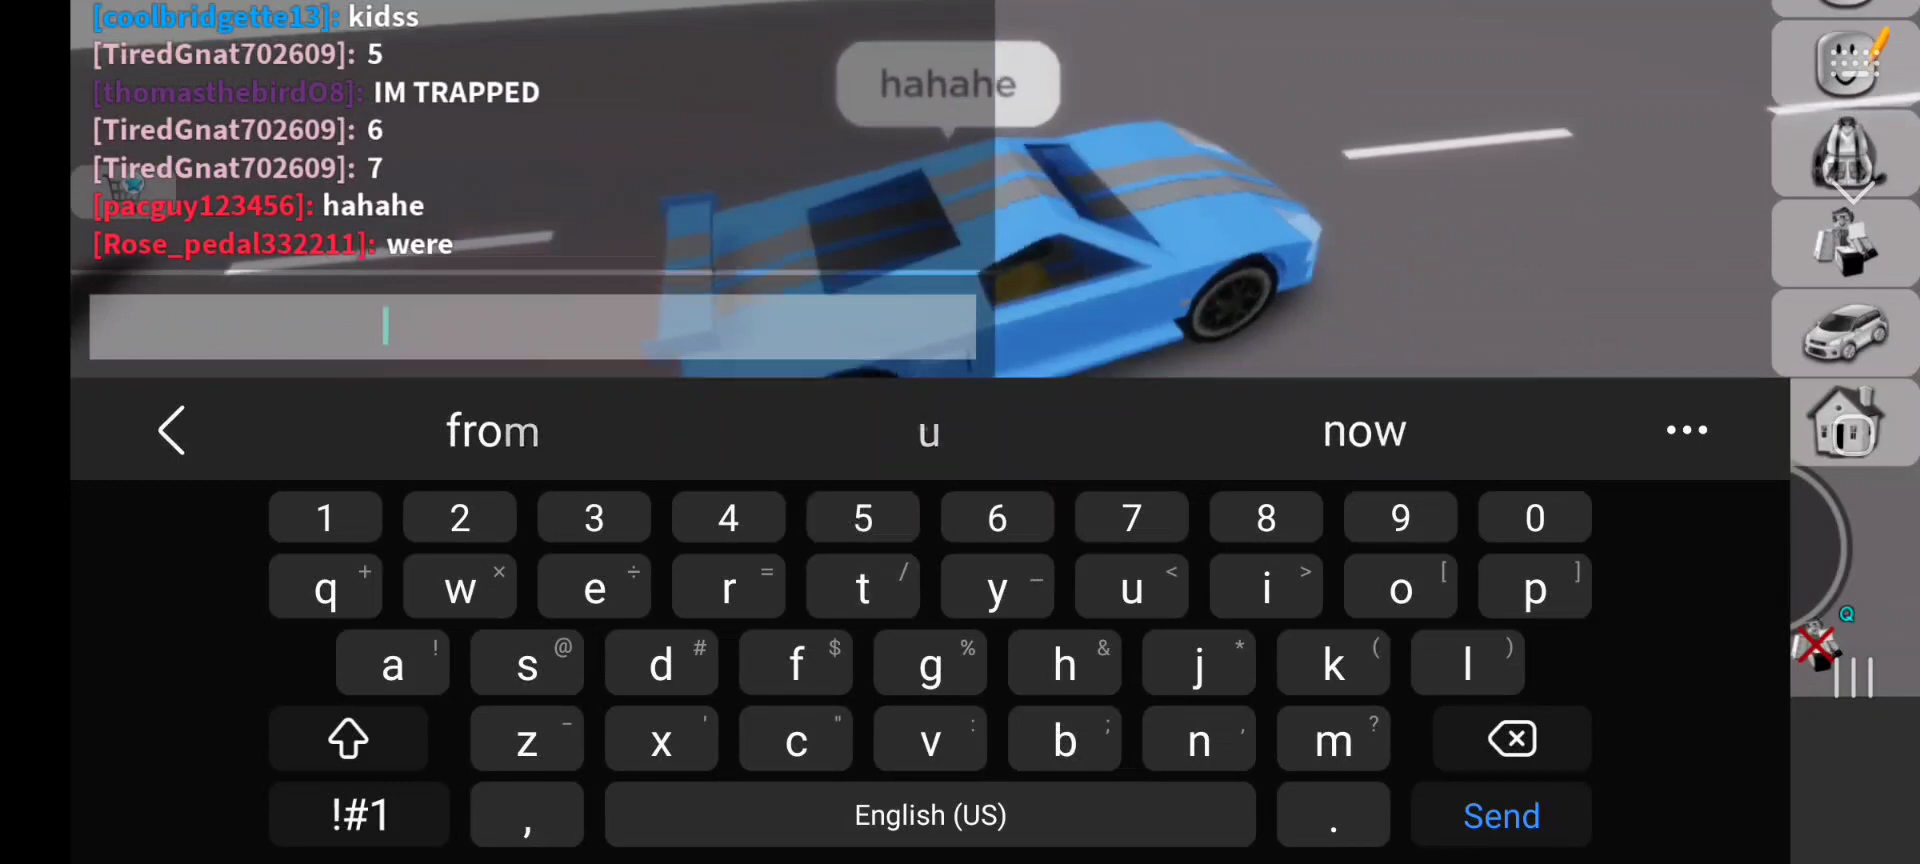 [coolbridgette13]: kidss
[TiredGnat702609]: 5
[thomasthebirdO8]: IM TRAPPED
[TiredGnat702609]: 6
[TiredGnat702609]: 7
[pacguy123456]: hahahe
[Rose_pedal332211]: were
hahahe
from u now
1 2 3 4 5 6 7 8 9 0
q + w × e ÷ r = t / y _ u < i > o [ p ]
a ! s @ d # f $ g % h & j * k ( l )
z - x ' c " v : b ; n , m ?
!#1 , English (US) . Send
Q